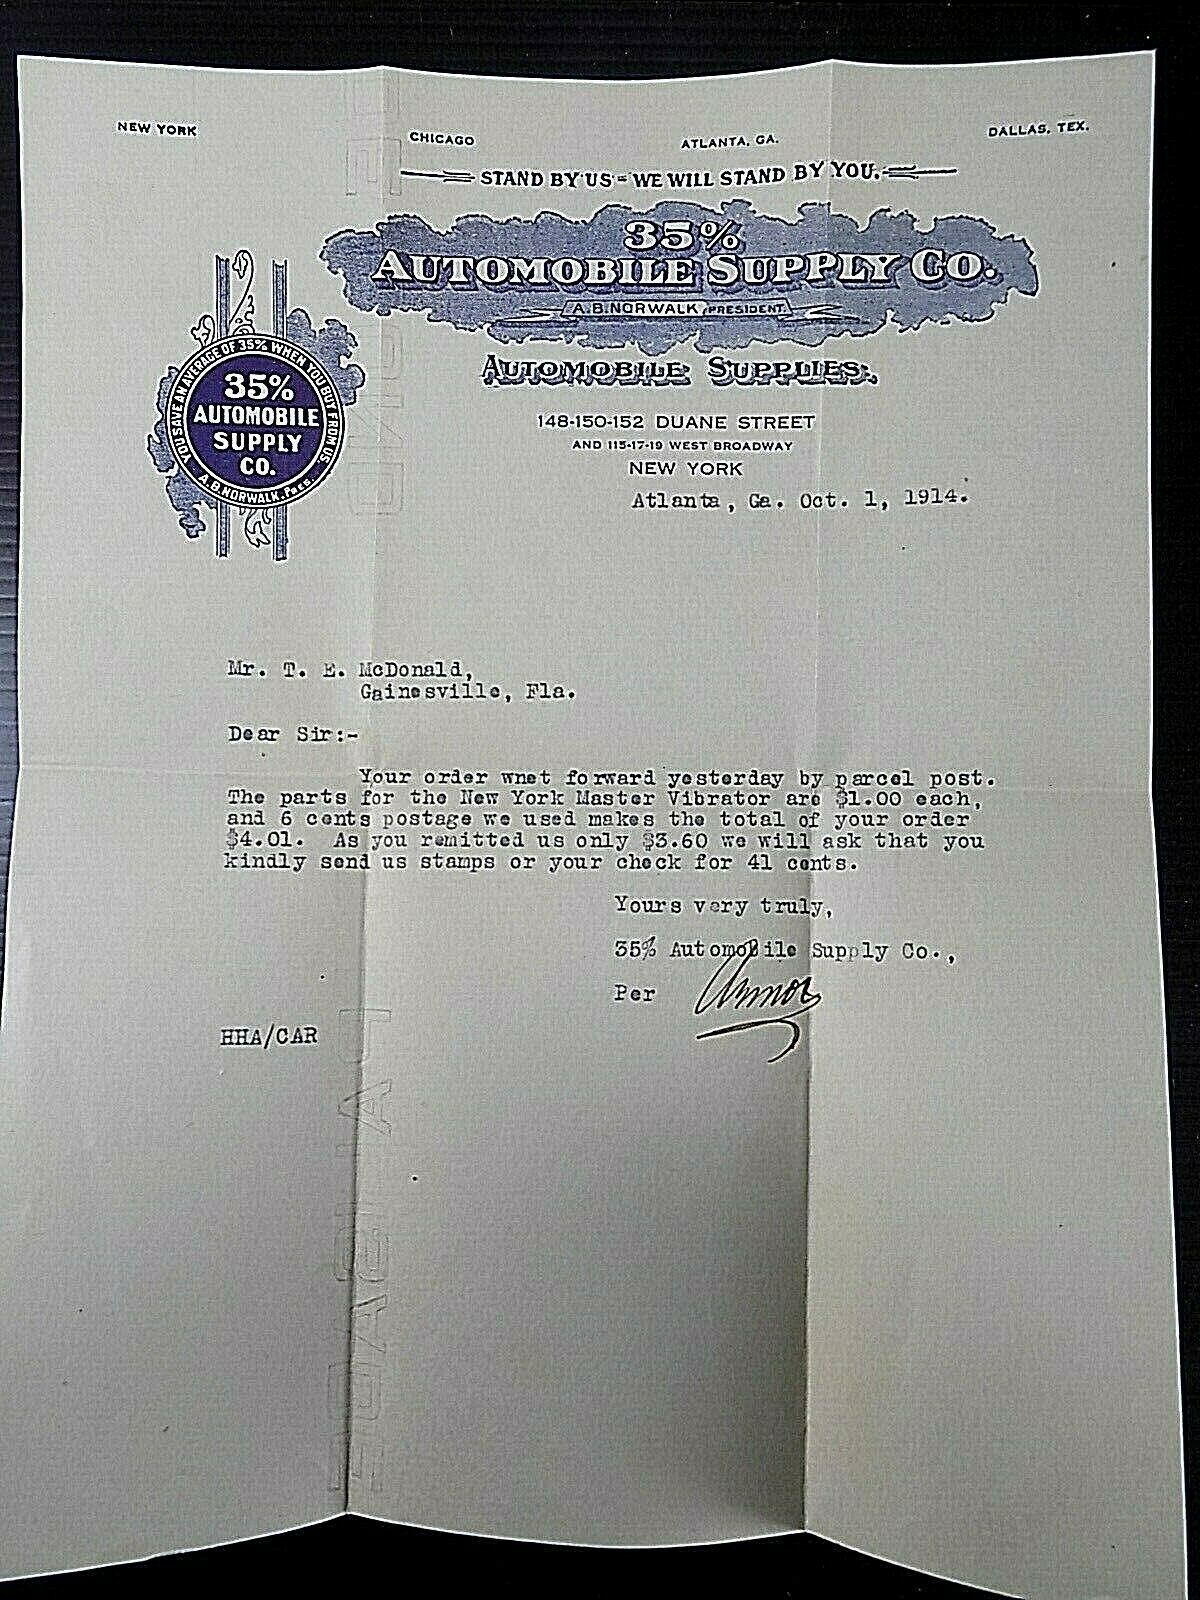 NEW YORK CHICAGO ATLANTA, GA. DALLAS, TEX.
STAND BY US - WE WILL STAND BY YOU.
35%
AUTOMOBILE SUPPLY CO.
A.B. NORWALK, PRESIDENT.
AUTOMOBILE SUPPLIES.
YOU SAVE AN AVERAGE OF 35% WHEN YOU BUY FROM US.
35%
AUTOMOBILE
SUPPLY
CO.
A.B. NORWALK, PRES.
148-150-152 DUANE STREET
AND 115-17-19 WEST BROADWAY
NEW YORK
Atlanta, Ga. Oct. 1, 1914.
Mr. T. E. McDonald,
Gainesville, Fla.
Dear Sir:-
Your order wnet forward yesterday by parcel post.
The parts for the New York Master Vibrator are $1.00 each,
and 6 cents postage we used makes the total of your order
$4.01. As you remitted us only $3.60 we will ask that you
kindly send us stamps or your check for 41 cents.
Yours very truly,
35% Automobile Supply Co.,
Per
HHA/CAR